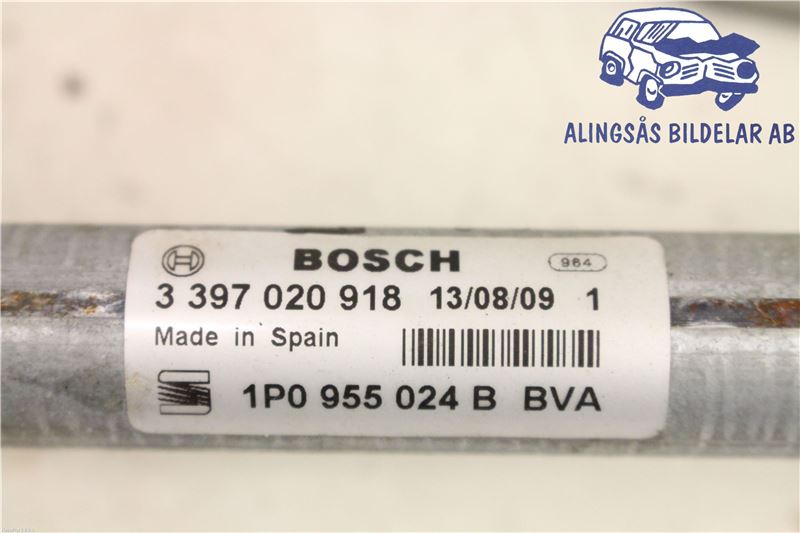 ALINGSÅS BILDELAR AB
BOSCH 984
3 397 020 918 13/08/09 1
Made in Spain
1P0 955 024 B BVA